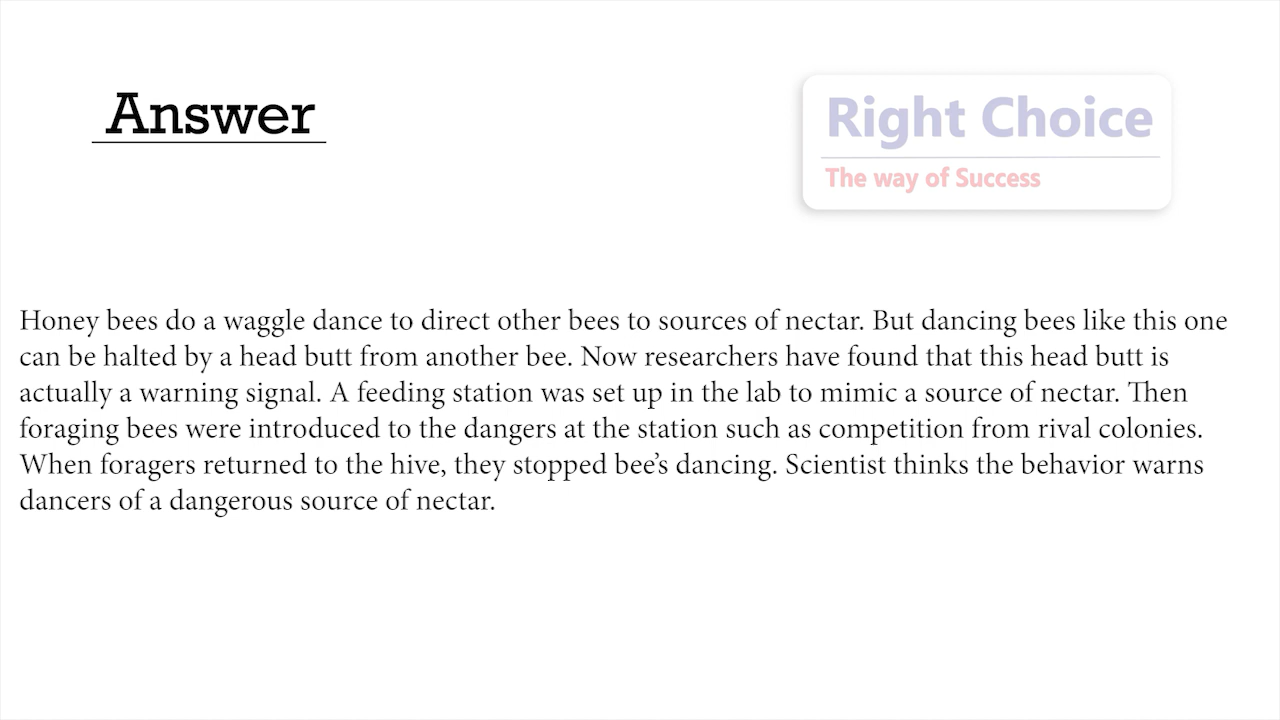 Answer
Right Choice
The way of Success
Honey bees do a waggle dance to direct other bees to sources of nectar. But dancing bees like this one
can be halted by a head butt from another bee. Now researchers have found that this head butt is
actually a warning signal. A feeding station was set up in the lab to mimic a source of nectar. Then
foraging bees were introduced to the dangers at the station such as competition from rival colonies.
When foragers returned to the hive, they stopped bee’s dancing. Scientist thinks the behavior warns
dancers of a dangerous source of nectar.